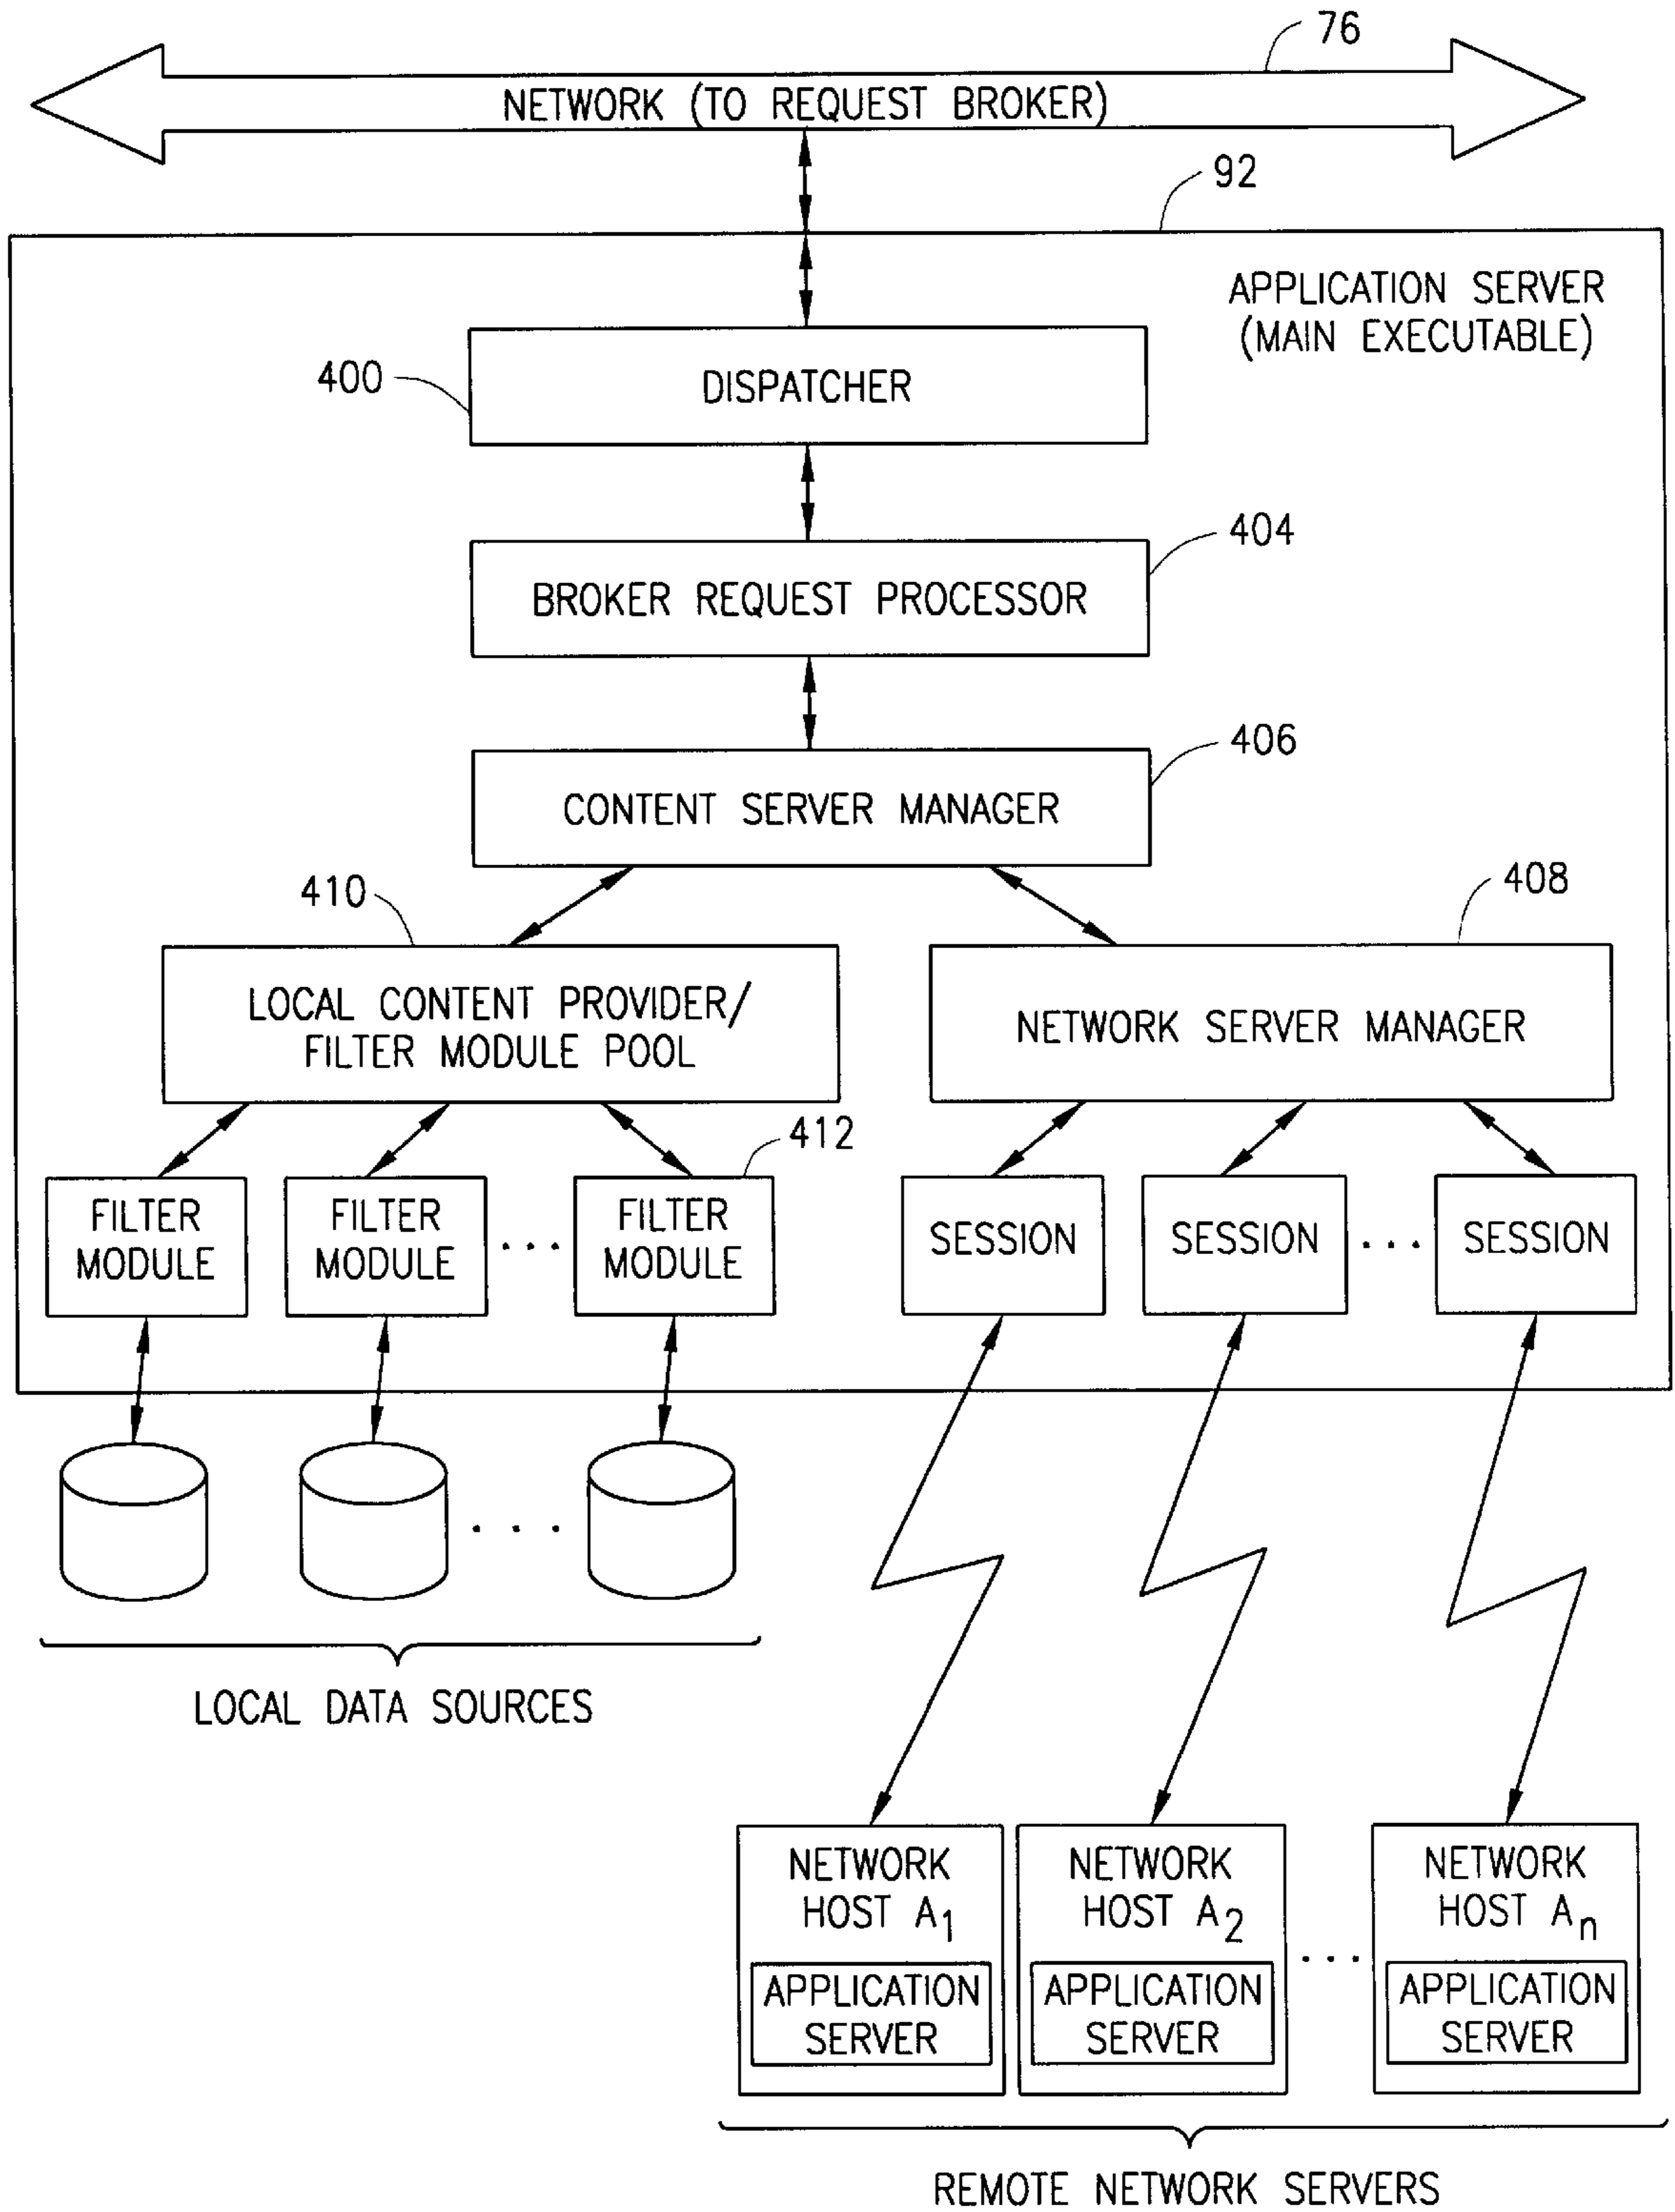 76
NETWORK (TO REQUEST BROKER)
92
APPLICATION SERVER
(MAIN EXECUTABLE)
400
DISPATCHER
404
BROKER REQUEST PROCESSOR
406
CONTENT SERVER MANAGER
410
408
LOCAL CONTENT PROVIDER/
FILTER MODULE POOL
NETWORK SERVER MANAGER
412
FILTER
MODULE
FILTER
MODULE
...
FILTER
MODULE
SESSION
SESSION
...
SESSION
...
LOCAL DATA SOURCES
NETWORK
HOST A1
APPLICATION
SERVER
NETWORK
HOST A2
APPLICATION
SERVER
...
NETWORK
HOST An
APPLICATION
SERVER
REMOTE NETWORK SERVERS